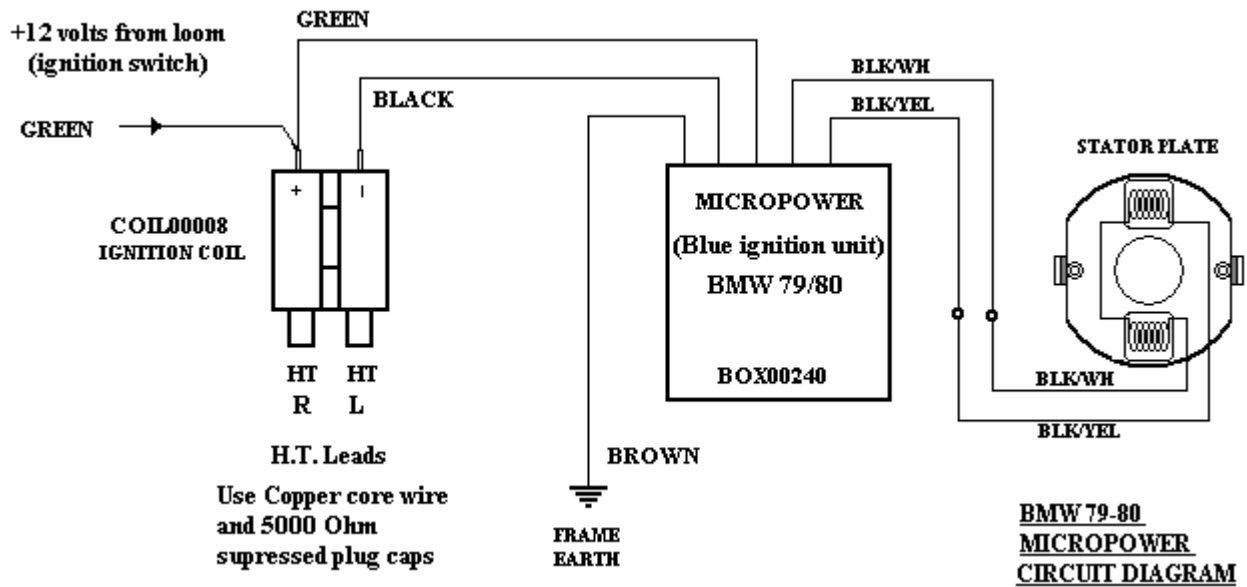 +12 volts from loom
(ignition switch)
GREEN
GREEN
BLACK
COIL00008
IGNITION COIL
+
–
HT
R
HT
L
H.T. Leads
Use Copper core wire
and 5000 Ohm
supressed plug caps
BROWN
FRAME
EARTH
MICROPOWER
(Blue ignition unit)
BMW 79/80
BOX00240
BLK/WH
BLK/YEL
STATOR PLATE
BLK/WH
BLK/YEL
BMW 79-80
MICROPOWER
CIRCUIT DIAGRAM